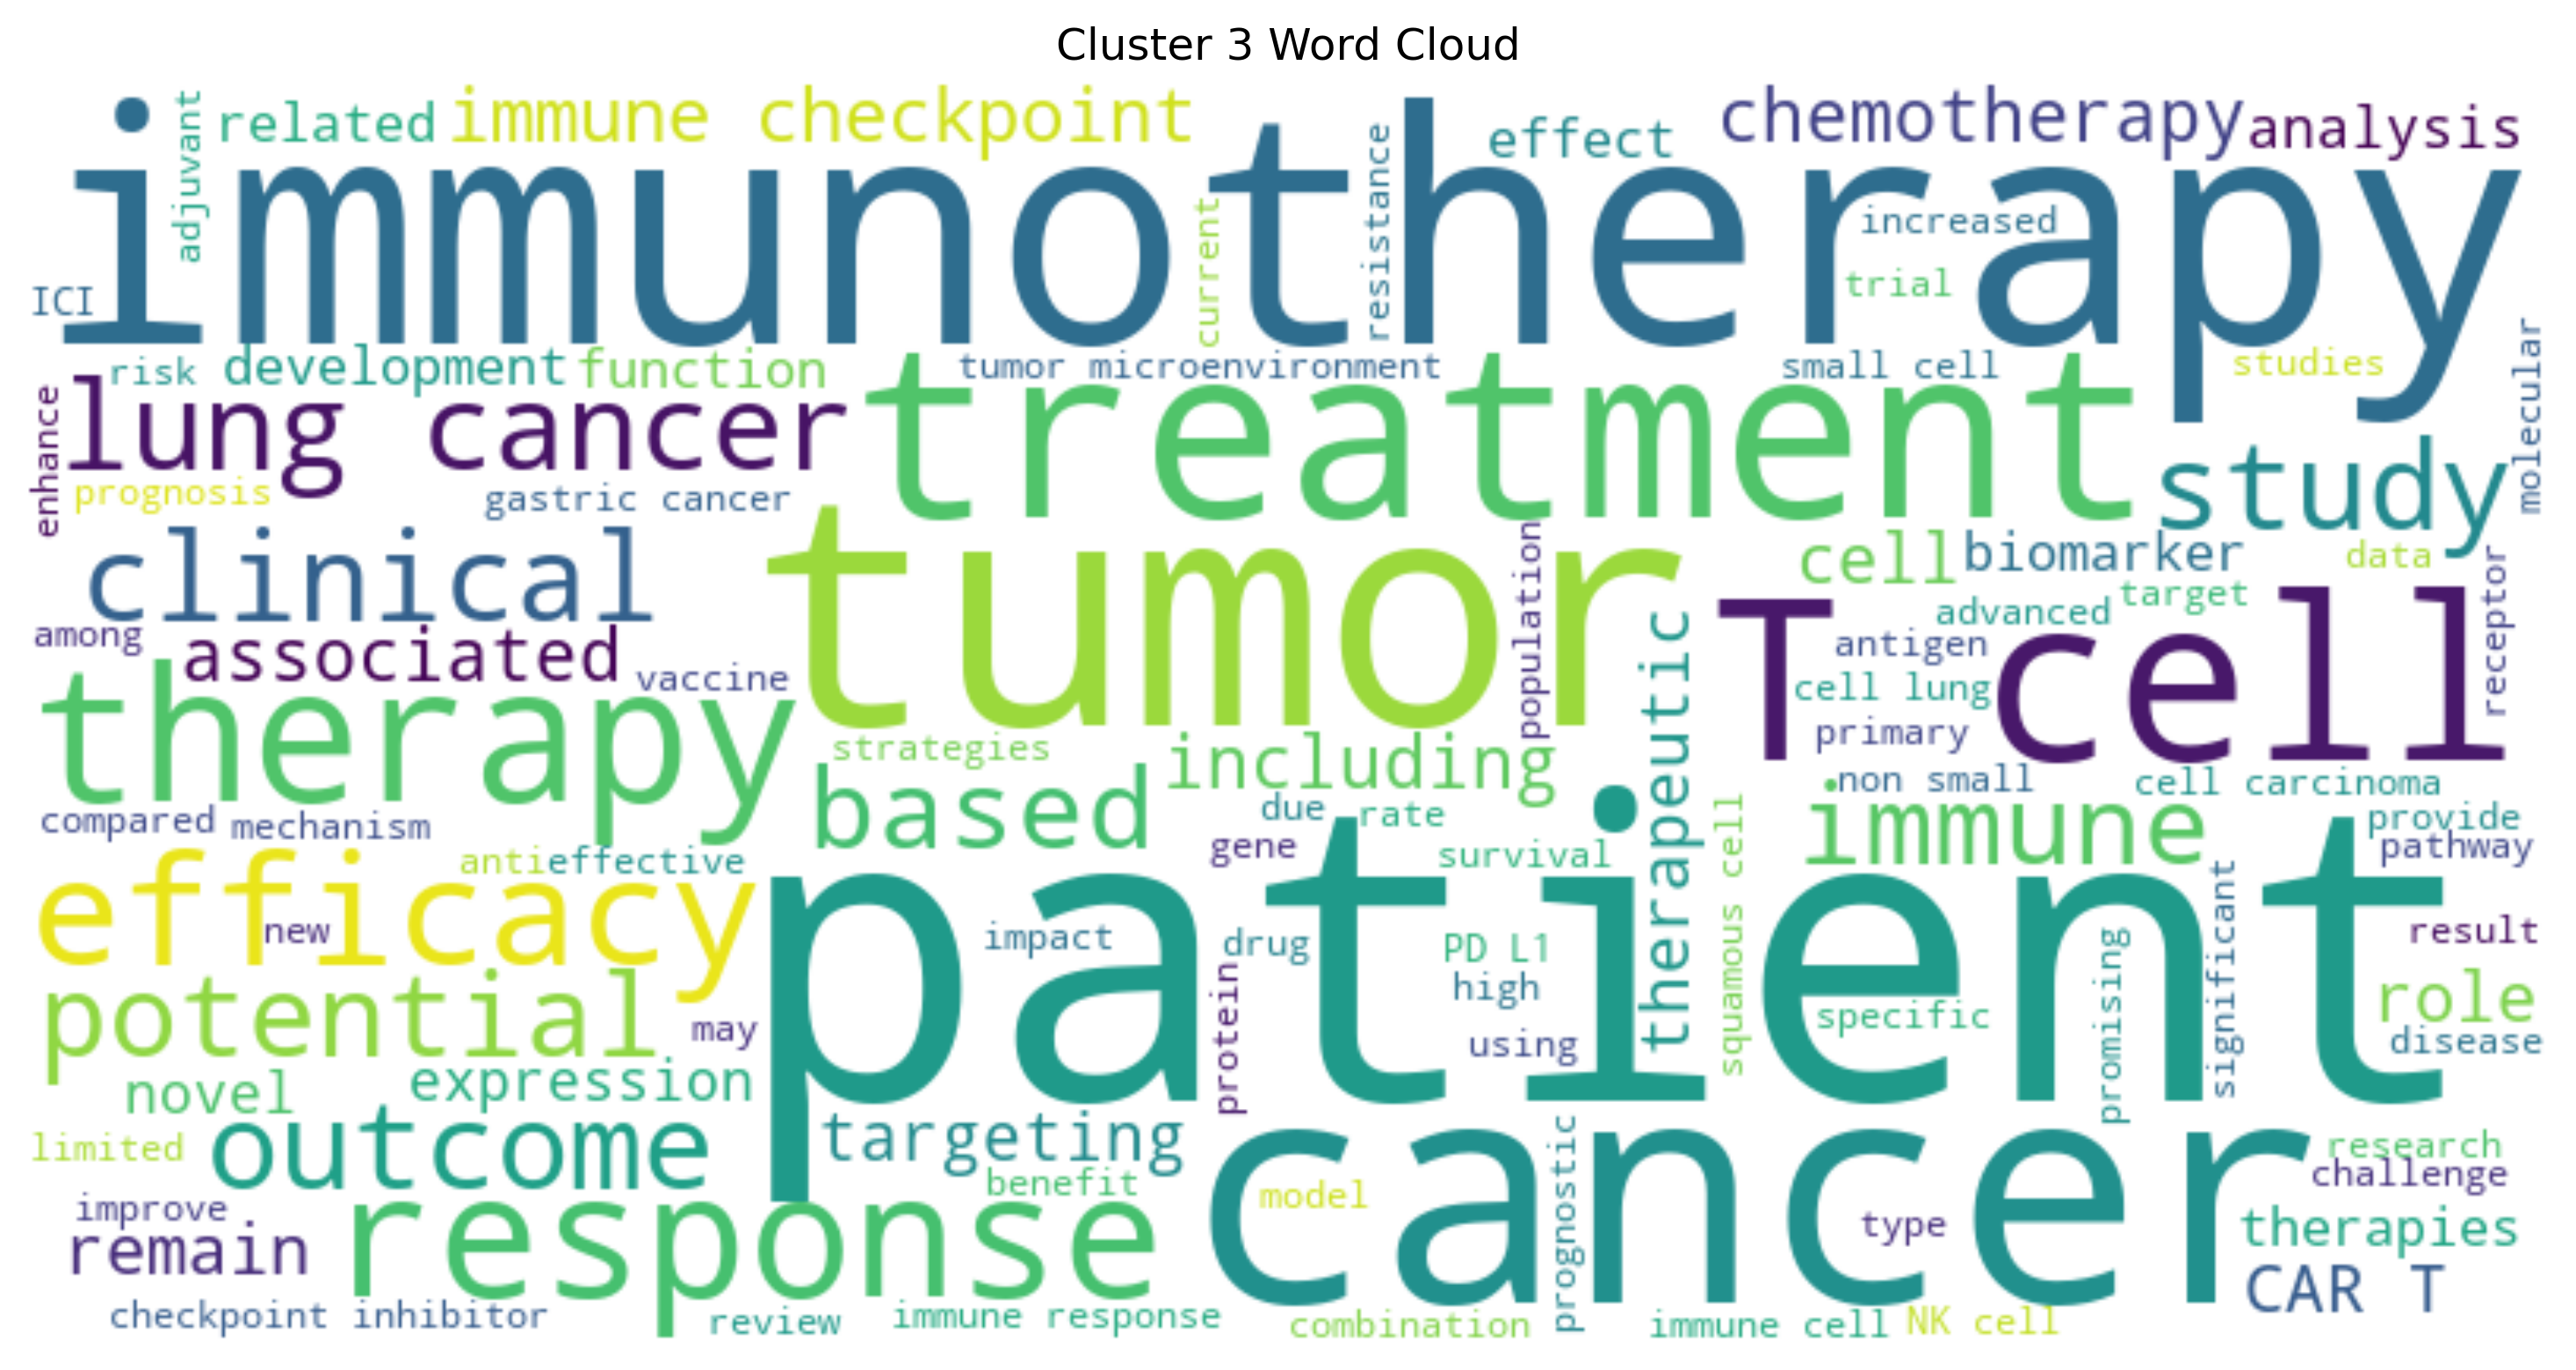 Cluster 3 Word Cloud
adjuvant
related
immune checkpoint
effect
chemotherapy
analysis
immunotherapy
current
resistance
increased
trial
ICI
risk
development
function
tumor microenvironment
small cell
studies
molecular
enhance
lung cancer
treatment
study
prognosis
gastric cancer
clinical
tumor
population
cell
biomarker
data
target
advanced
receptor
T cell
antigen
cell lung
primary
among
associated
vaccine
therapy
therapeutic
strategies
including
based
non small
cell carcinoma
immune
provide
pathway
compared
mechanism
due
rate
gene
survival
squamous cell
anti
effective
efficacy
new
patient
impact
drug
PD L1
high
using
protein
specific
promising
significant
result
role
disease
potential
may
novel
expression
limited
outcome
targeting
benefit
cancer
model
prognostic
type
research
challenge
therapies
improve
remain
response
CAR T
checkpoint inhibitor
review
immune response
combination
immune cell
NK cell